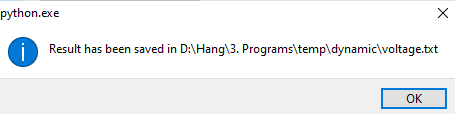 python.exe
Result has been saved in D:\Hang\3. Programs\temp\dynamic\voltage.txt
OK